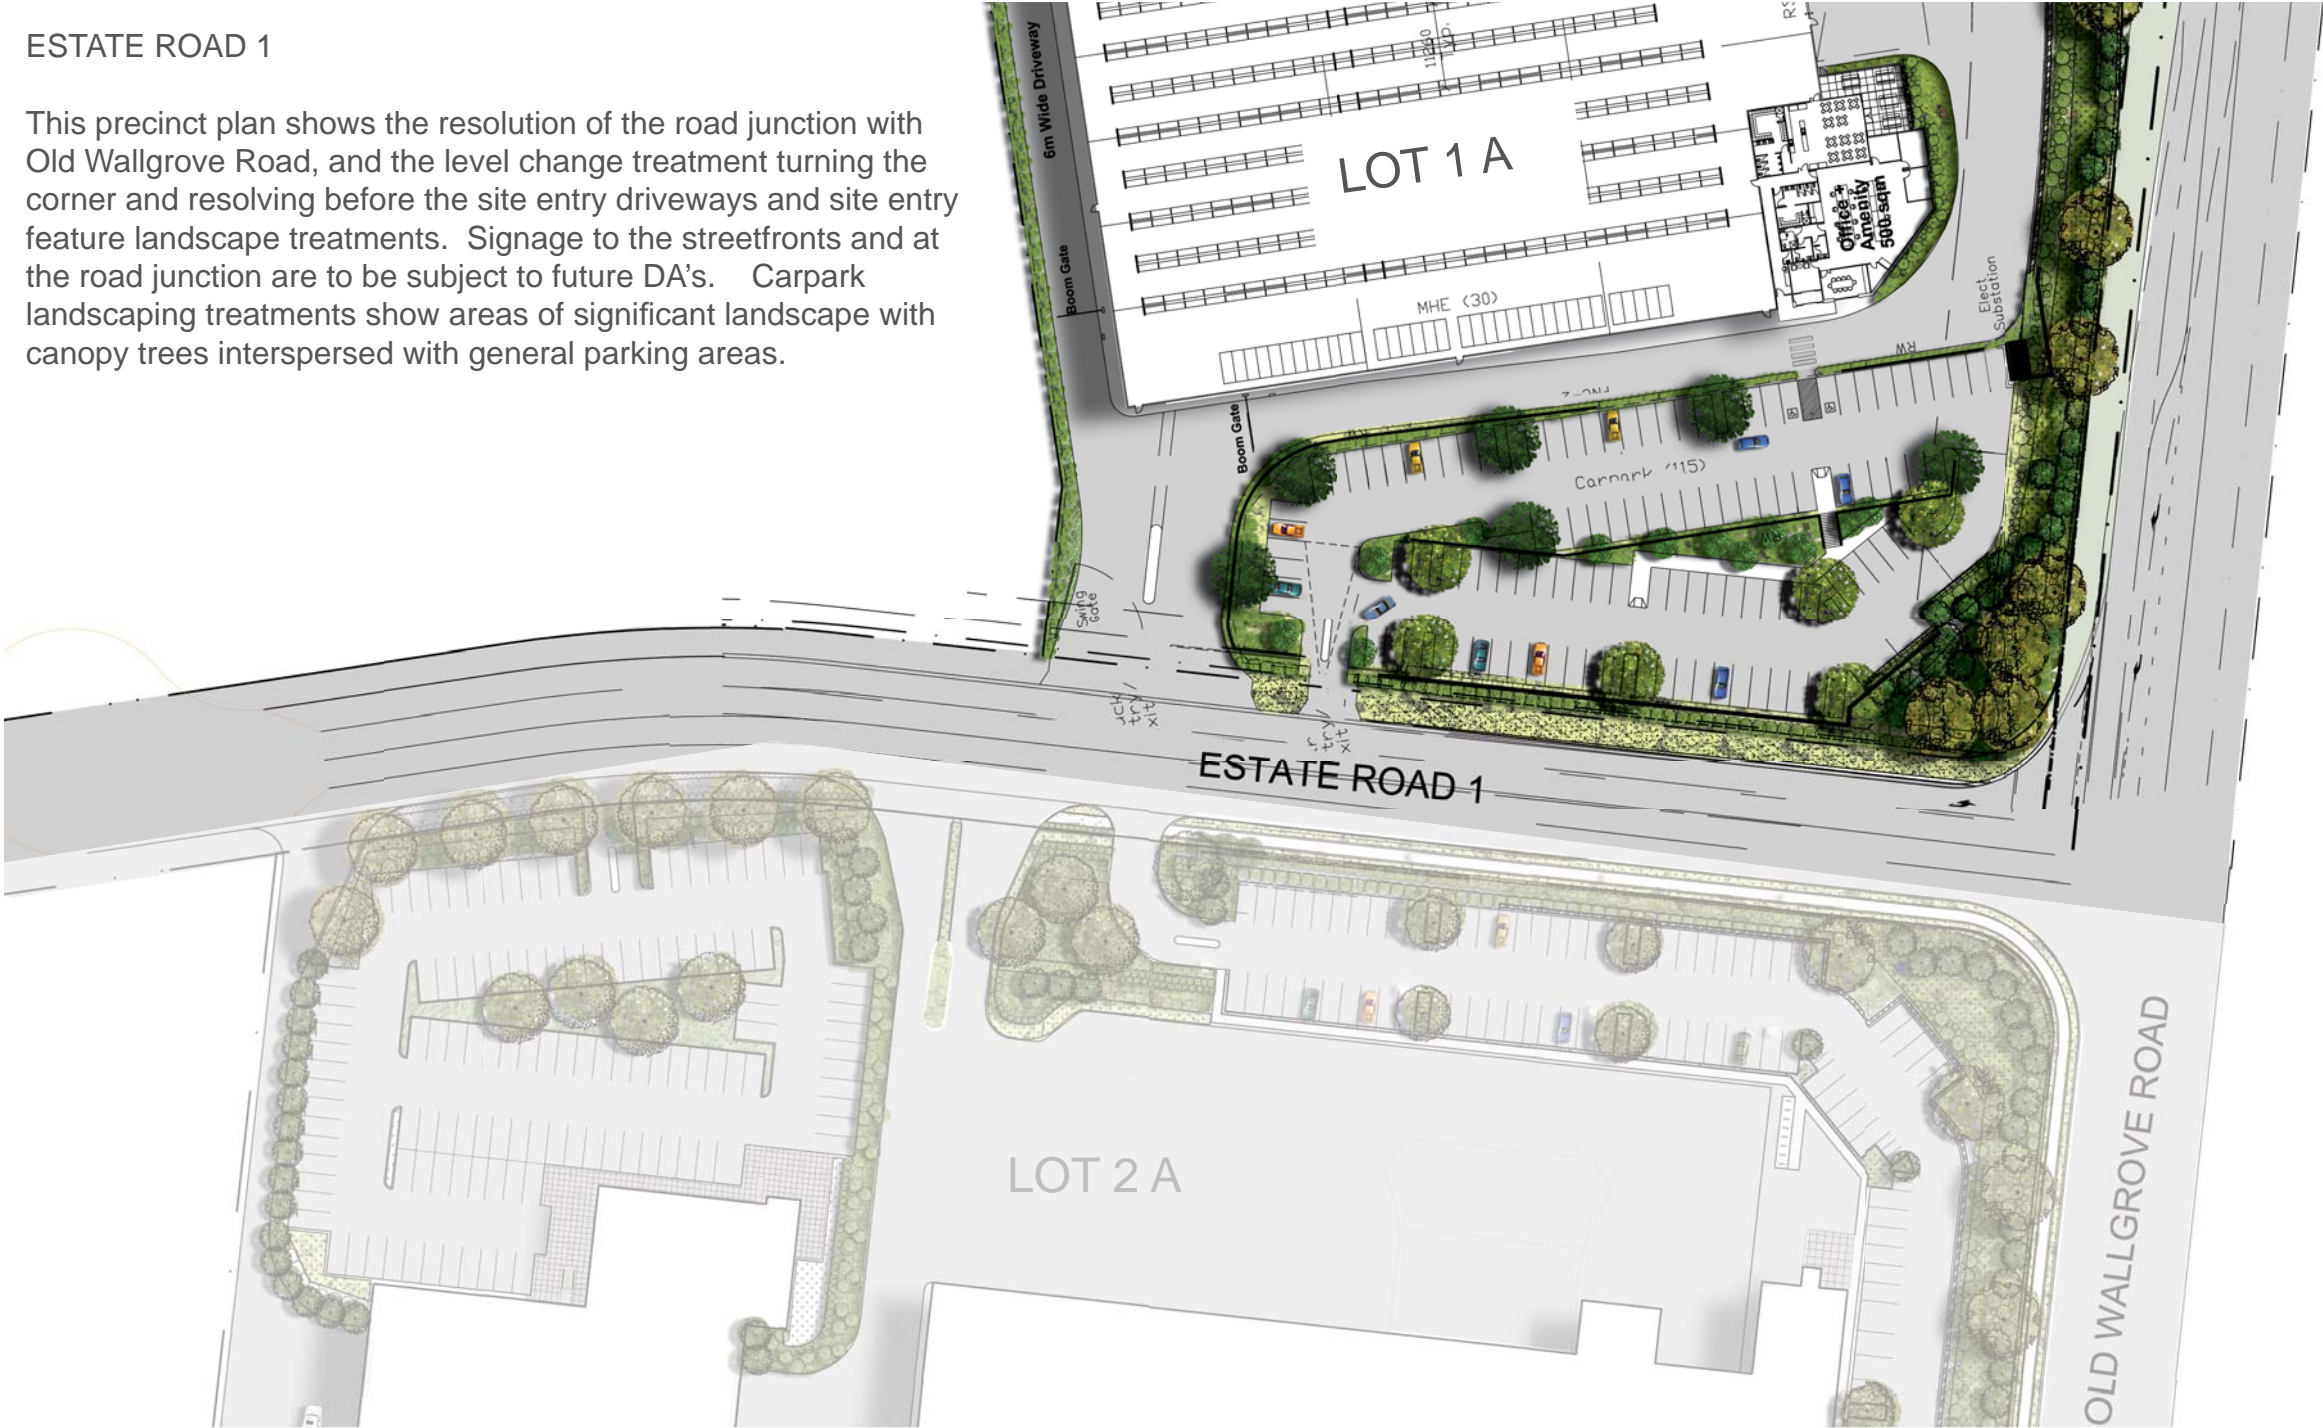 ESTATE ROAD 1
This precinct plan shows the resolution of the road junction with
Old Wallgrove Road, and the level change treatment turning the
corner and resolving before the site entry driveways and site entry
feature landscape treatments.  Signage to the streetfronts and at
the road junction are to be subject to future DA's.    Carpark
landscaping treatments show areas of significant landscape with
canopy trees interspersed with general parking areas.
6m Wide Driveway
Boom Gate
LOT 1 A
MHE (30)
Office +
Amenity
500 sqm
Elect
Substation
RW
Boom Gate
Carpark (115)
RW
Swing
Gate
ESTATE ROAD 1
LOT 2 A
OLD WALLGROVE ROAD